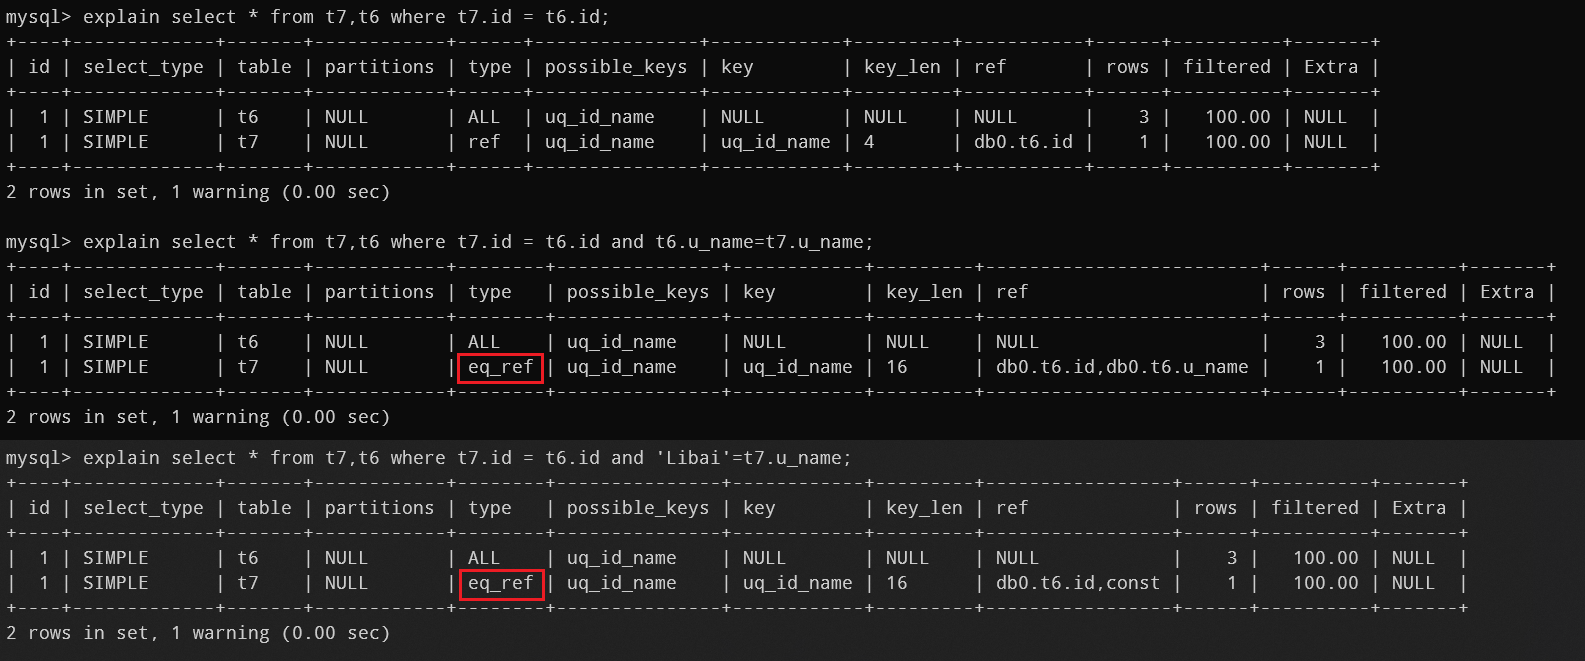 mysql> explain select * from t7,t6 where t7.id = t6.id;
+----+-------------+-------+------------+------+---------------+------------+---------+-----------+------+----------+-------+
| id | select_type | table | partitions | type | possible_keys | key        | key_len | ref       | rows | filtered | Extra |
+----+-------------+-------+------------+------+---------------+------------+---------+-----------+------+----------+-------+
|  1 | SIMPLE      | t6    | NULL       | ALL  | uq_id_name    | NULL       | NULL    | NULL      |    3 |   100.00 | NULL  |
|  1 | SIMPLE      | t7    | NULL       | ref  | uq_id_name    | uq_id_name | 4       | db0.t6.id |    1 |   100.00 | NULL  |
+----+-------------+-------+------------+------+---------------+------------+---------+-----------+------+----------+-------+
2 rows in set, 1 warning (0.00 sec)

mysql> explain select * from t7,t6 where t7.id = t6.id and t6.u_name=t7.u_name;
+----+-------------+-------+------------+--------+---------------+------------+---------+-------------------------+------+----------+-------+
| id | select_type | table | partitions | type   | possible_keys | key        | key_len | ref                     | rows | filtered | Extra |
+----+-------------+-------+------------+--------+---------------+------------+---------+-------------------------+------+----------+-------+
|  1 | SIMPLE      | t6    | NULL       | ALL    | uq_id_name    | NULL       | NULL    | NULL                    |    3 |   100.00 | NULL  |
|  1 | SIMPLE      | t7    | NULL       | eq_ref | uq_id_name    | uq_id_name | 16      | db0.t6.id,db0.t6.u_name |    1 |   100.00 | NULL  |
+----+-------------+-------+------------+--------+---------------+------------+---------+-------------------------+------+----------+-------+
2 rows in set, 1 warning (0.00 sec)

mysql> explain select * from t7,t6 where t7.id = t6.id and 'Libai'=t7.u_name;
+----+-------------+-------+------------+--------+---------------+------------+---------+-----------------+------+----------+-------+
| id | select_type | table | partitions | type   | possible_keys | key        | key_len | ref             | rows | filtered | Extra |
+----+-------------+-------+------------+--------+---------------+------------+---------+-----------------+------+----------+-------+
|  1 | SIMPLE      | t6    | NULL       | ALL    | uq_id_name    | NULL       | NULL    | NULL            |    3 |   100.00 | NULL  |
|  1 | SIMPLE      | t7    | NULL       | eq_ref | uq_id_name    | uq_id_name | 16      | db0.t6.id,const |    1 |   100.00 | NULL  |
+----+-------------+-------+------------+--------+---------------+------------+---------+-----------------+------+----------+-------+
2 rows in set, 1 warning (0.00 sec)